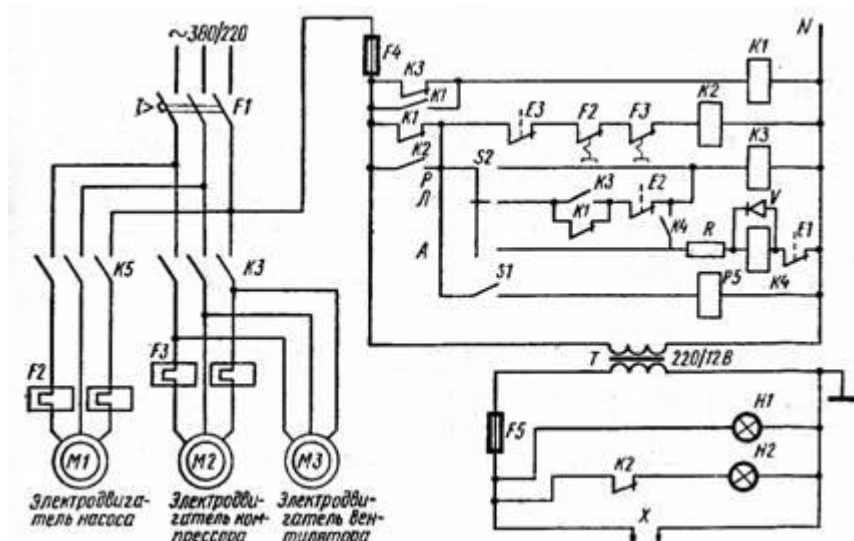 ~380/220
F1
F4
K3
K1
K1
K2
P
Л
А
S2
S1
E3
F2
F3
K3
K1
E2
K4
R
V
E1
K4
P5
K1
K2
K3
N
K5
K3
F2
F3
T
220/12 В
F5
H1
H2
K2
X
M1
M2
M3
Электродвига-
тель насоса
Электродви-
гатель ком-
прессора
Электродви-
гатель вен-
тилятора